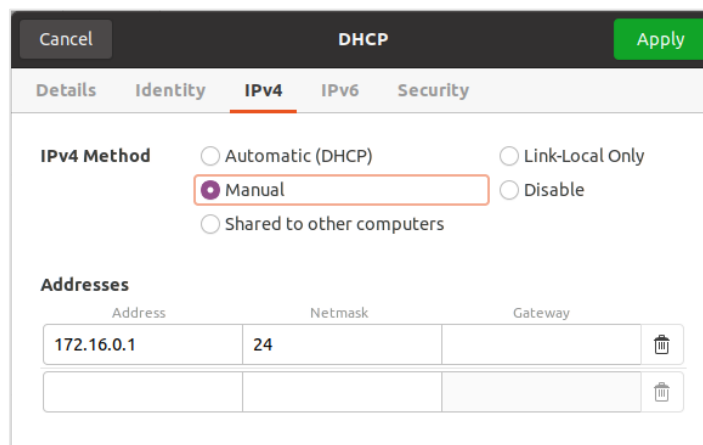 Cancel DHCP Apply
Details Identity IPv4 IPv6 Security
IPv4 Method Automatic (DHCP) Link-Local Only
Manual Disable
Shared to other computers
Addresses
Address Netmask Gateway
172.16.0.1 24